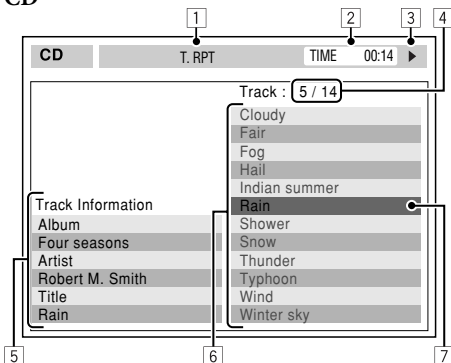 CD
1
2
3
4
CD
T. RPT
TIME 00:14
Track : 5 / 14
Cloudy
Fair
Fog
Hail
Indian summer
Rain
Shower
Snow
Thunder
Typhoon
Wind
Winter sky
Track Information
Album
Four seasons
Artist
Robert M. Smith
Title
Rain
5
6
7